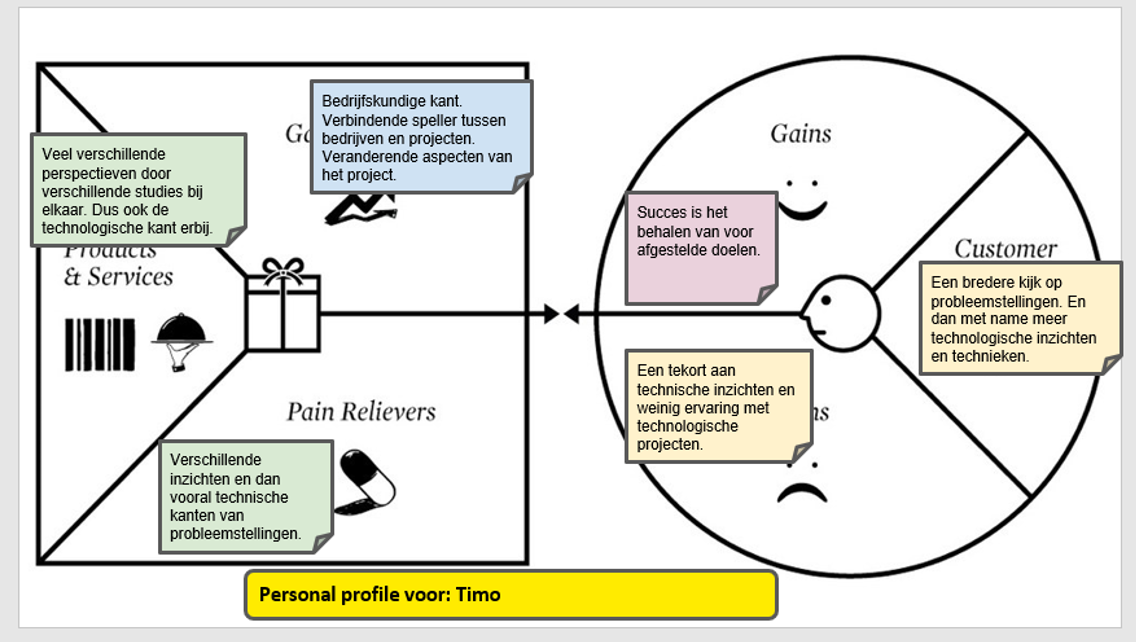 Veel verschillende
perspectieven door
verschillende studies bij
elkaar. Dus ook de
technologische kant erbij.
Products
& Services
Bedrijfskundige kant.
Verbindende speller tussen
bedrijven en projecten.
Veranderende aspecten van
het project.
Pain Relievers
Verschillende
inzichten en dan
vooral technische
kanten van
probleemstellingen.
Gains
Succes is het
behalen van voor
afgestelde doelen.
Customer
Een bredere kijk op
probleemstellingen. En
dan met name meer
technologische inzichten
en technieken.
Een tekort aan
technische inzichten en
weinig ervaring met
technologische
projecten.
Personal profile voor: Timo